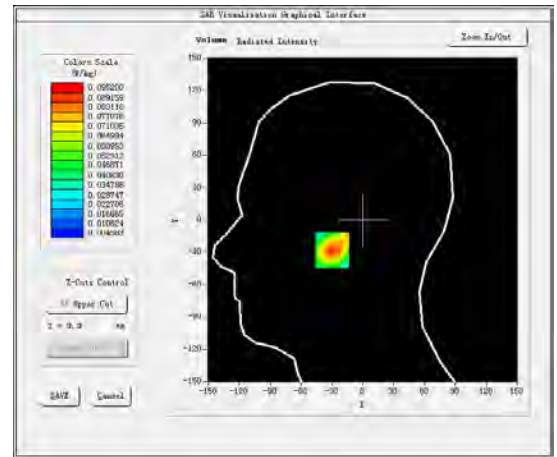 SAR Visualisation Graphical Interface
Volume Radiated Intensity
Zoom In/Out
Colors Scale
(W/kg)
0.095200
0.089159
0.083118
0.077076
0.071035
0.064994
0.058953
0.052912
0.046871
0.040830
0.034788
0.028747
0.022706
0.016665
0.010624
150
120
90
60
30
0
-30
-60
-90
-120
-150
Y
-150 -120 -90 -60 -30 0 30 60 90 120 150
X
Z-Cuts Control
Upper Cut
Z = 0.0 mm
SAVE
Cancel